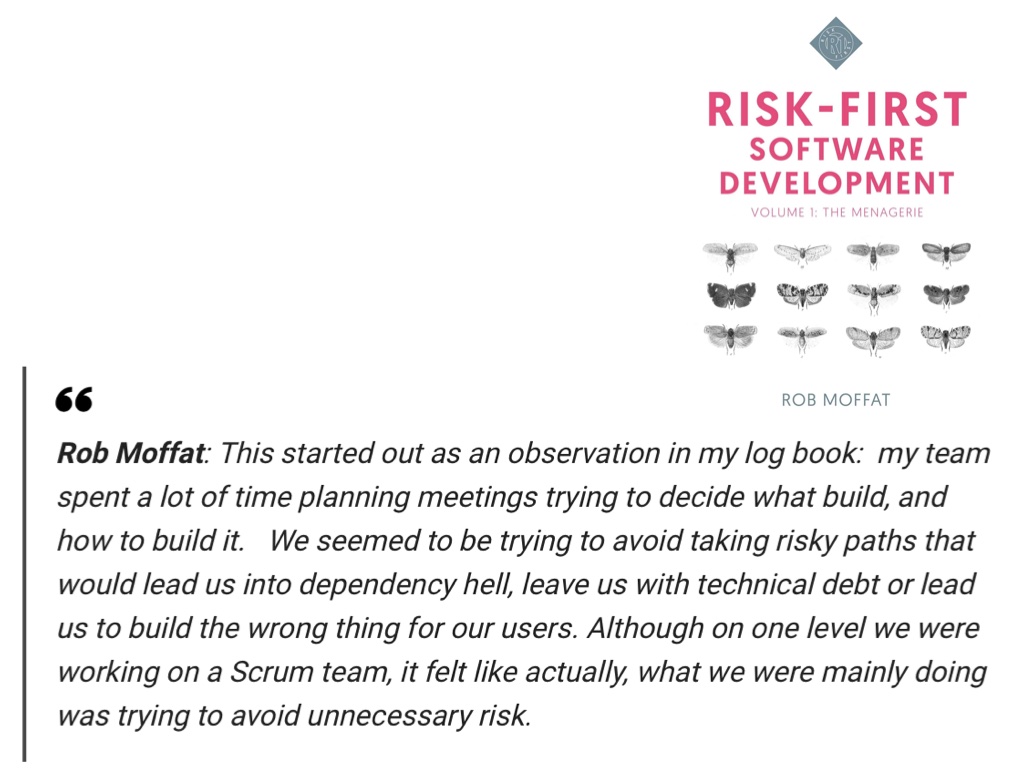 RISK-FIRST
SOFTWARE
DEVELOPMENT
VOLUME 1: THE MENAGERIE
ROB MOFFAT
“
Rob Moffat: This started out as an observation in my log book:  my team
spent a lot of time planning meetings trying to decide what build, and
how to build it.   We seemed to be trying to avoid taking risky paths that
would lead us into dependency hell, leave us with technical debt or lead
us to build the wrong thing for our users. Although on one level we were
working on a Scrum team, it felt like actually, what we were mainly doing
was trying to avoid unnecessary risk.